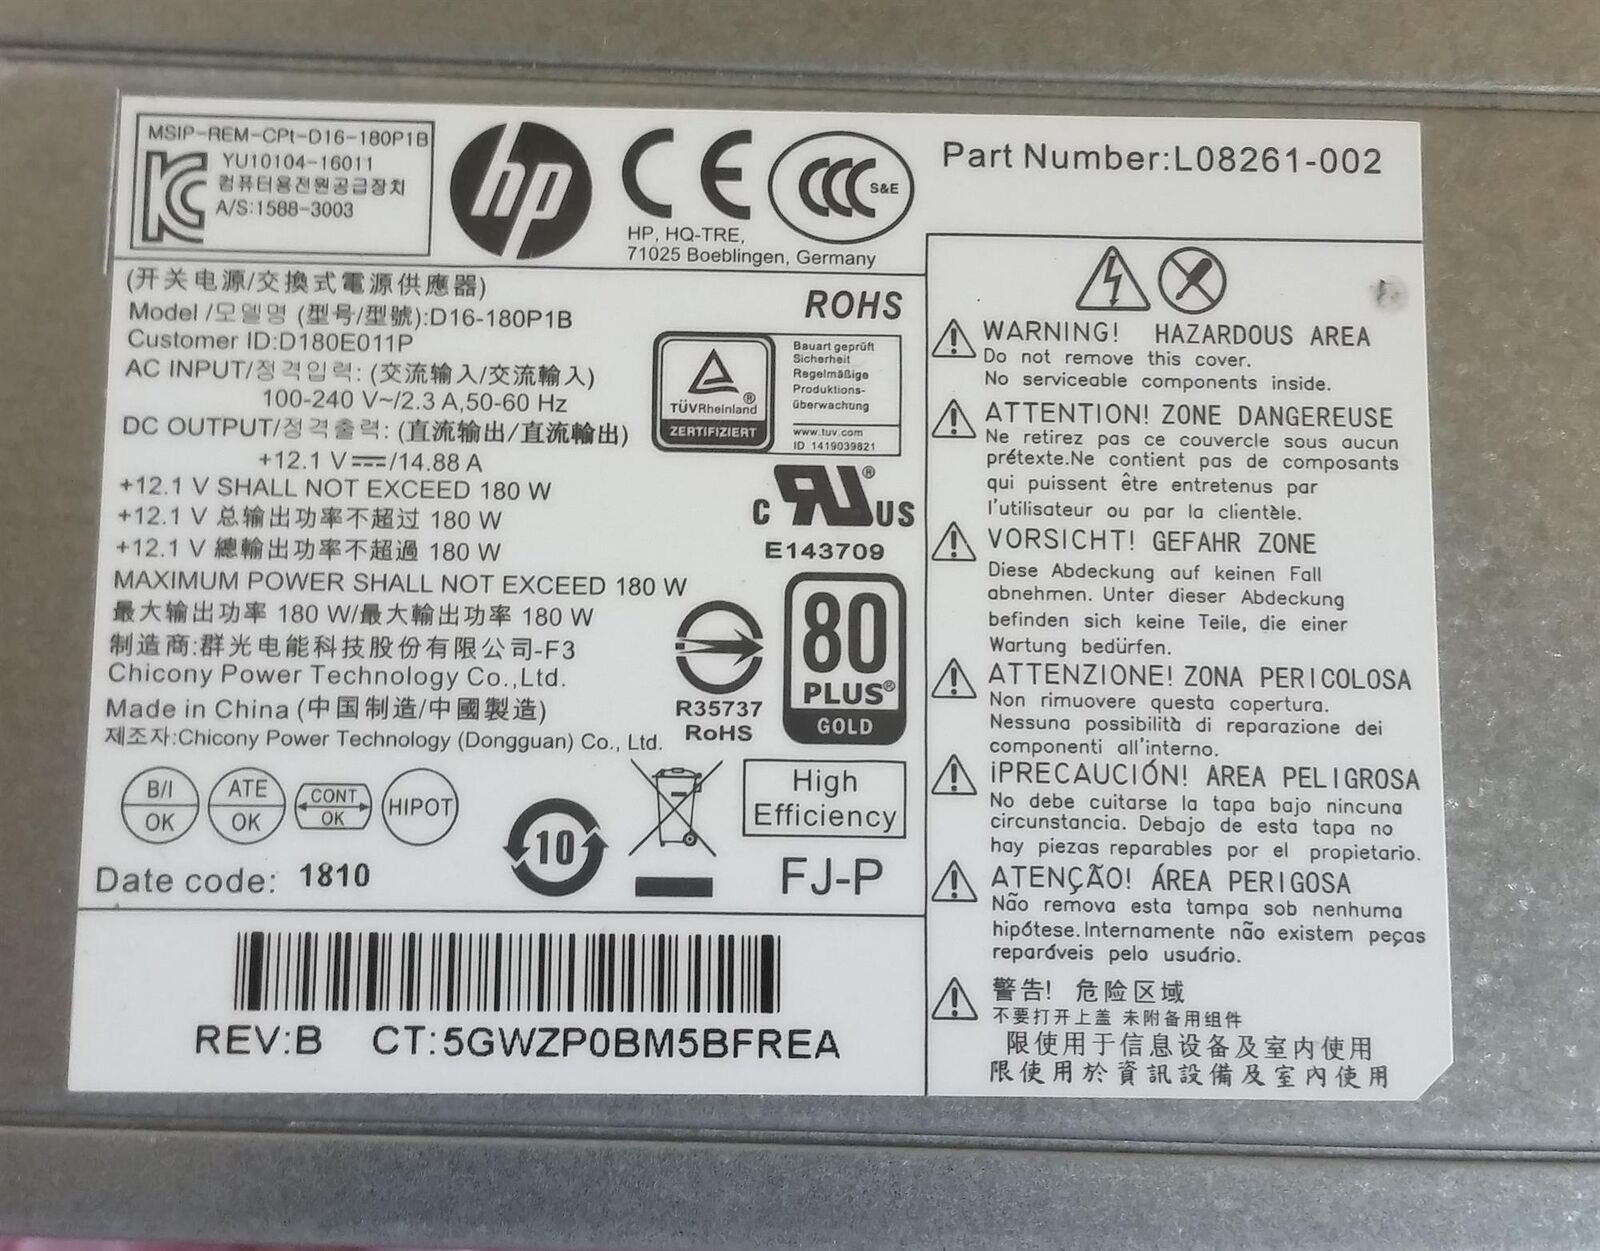 MSIP-REM-CPt-D16-180P1B
YU10104-16011
컴퓨터용전원공급장치
A/S:1588-3003
hp
CE
HP, HQ-TRE,
71025 Boeblingen, Germany
CCC S&E
Part Number:L08261-002
(开关电源/交換式電源供應器)
Model /모델명 (型号/型號):D16-180P1B
Customer ID:D180E011P
AC INPUT/정격입력: (交流输入/交流輸入)
100-240 V~/2.3 A,50-60 Hz
DC OUTPUT/정격출력: (直流输出/直流輸出)
+12.1 V⎓/14.88 A
+12.1 V SHALL NOT EXCEED 180 W
+12.1 V 总输出功率不超过 180 W
+12.1 V 總輸出功率不超過 180 W
MAXIMUM POWER SHALL NOT EXCEED 180 W
最大输出功率 180 W/最大輸出功率 180 W
制造商:群光电能科技股份有限公司-F3
Chicony Power Technology Co.,Ltd.
Made in China (中国制造/中國製造)
제조자:Chicony Power Technology (Dongguan) Co., Ltd.
ROHS
TÜVRheinland®
ZERTIFIZIERT
Bauart geprüft
Sicherheit
Regelmäßige
Produktions-
überwachung
www.tuv.com
ID 1419039821
c RU® US
E143709
R35737
RoHS
80
PLUS®
GOLD
B/I
OK
ATE
OK
CONT
OK
HIPOT
10
High
Efficiency
FJ-P
Date code: 1810
REV:B CT:5GWZP0BM5BFREA
WARNING! HAZARDOUS AREA
Do not remove this cover.
No serviceable components inside.
ATTENTION! ZONE DANGEREUSE
Ne retirez pas ce couvercle sous aucun
prétexte.Ne contient pas de composants
qui puissent être entretenus par
l'utilisateur ou par la clientèle.
VORSICHT! GEFAHR ZONE
Diese Abdeckung auf keinen Fall
abnehmen. Unter dieser Abdeckung
befinden sich keine Teile, die einer
Wartung bedürfen.
ATTENZIONE! ZONA PERICOLOSA
Non rimuovere questa copertura.
Nessuna possibilità di reparazione dei
componenti all'interno.
¡PRECAUCIÓN! AREA PELIGROSA
No debe cuitarse la tapa bajo nincuna
circunstancia. Debajo de esta tapa no
hay piezas reparables por el propietario.
ATENÇÃO! ÁREA PERIGOSA
Não remova esta tampa sob nenhuma
hipótese.Internamente não existem peças
reparáveis pelo usuário.
警告! 危险区域
不要打开上盖 未附备用组件
限使用于信息设备及室内使用
限使用於資訊設備及室內使用